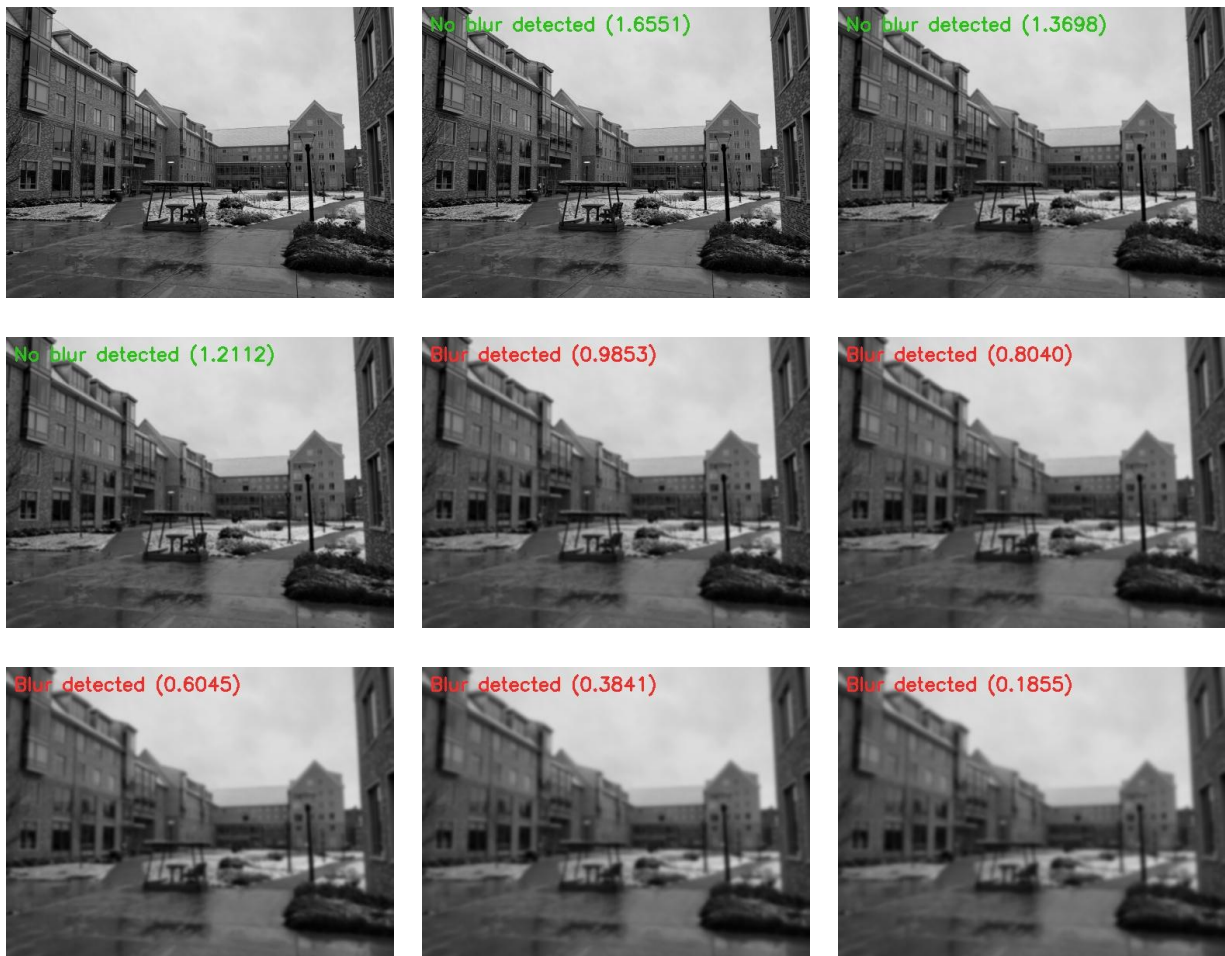 No blur detected (1.6551)
No blur detected (1.3698)
No blur detected (1.2112)
Blur detected (0.9853)
Blur detected (0.8040)
Blur detected (0.6045)
Blur detected (0.3841)
Blur detected (0.1855)